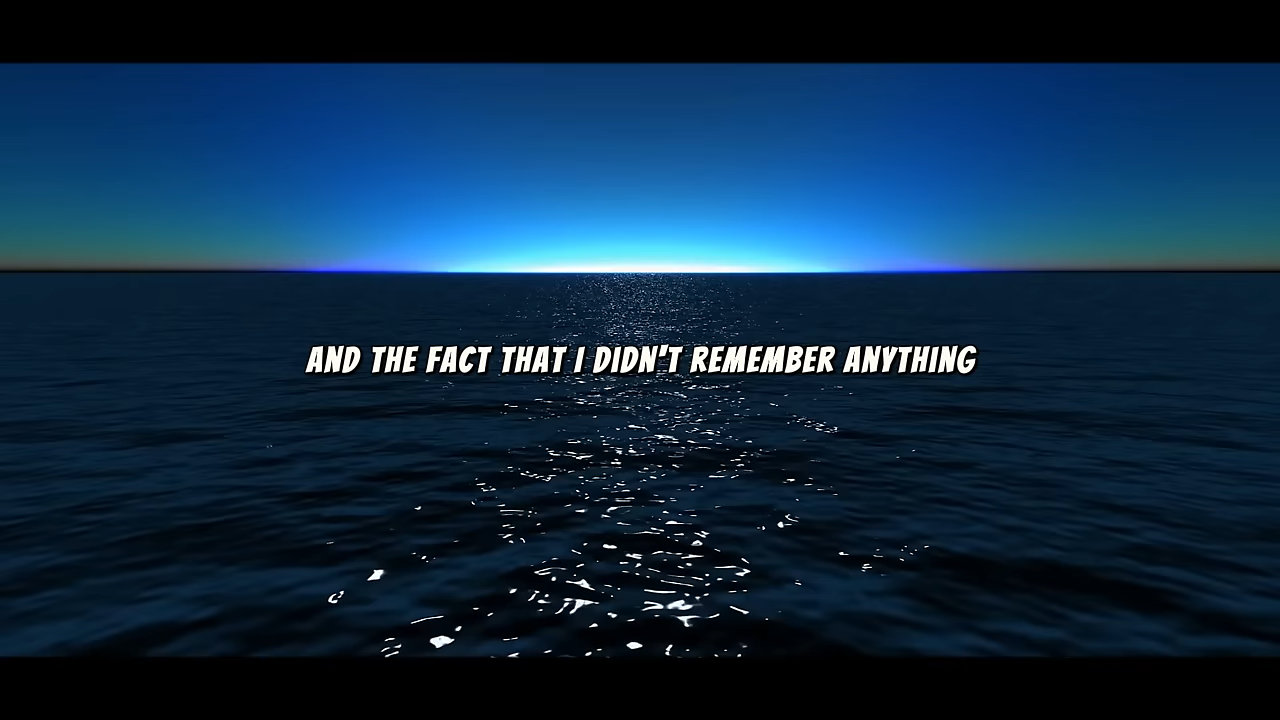 AND THE FACT THAT I DIDN'T REMEMBER ANYTHING